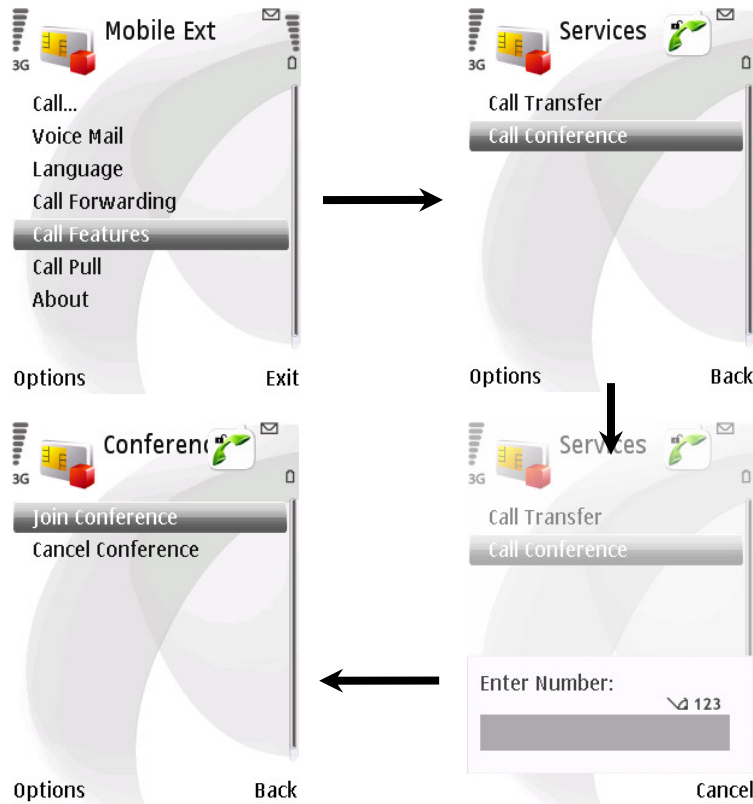 Mobile Ext
3G
Call...
Voice Mail
Language
Call Forwarding
Call Features
Call Pull
About
Options Exit
Services
3G
Call Transfer
Call Conference
Options Back
Services
3G
Call Transfer
Call Conference
Enter Number:
123
Cancel
Conferenc
3G
Join Conference
Cancel Conference
Options Back